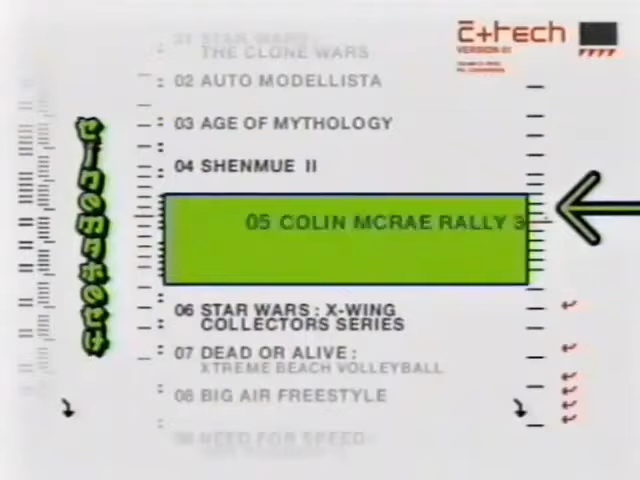 c+tech
VERSION 01
01 STAR WARS:
THE CLONE WARS
02 AUTO MODELLISTA
03 AGE OF MYTHOLOGY
04 SHENMUE II
05 COLIN MCRAE RALLY 3
06 STAR WARS : X-WING
COLLECTORS SERIES
07 DEAD OR ALIVE :
XTREME BEACH VOLLEYBALL
08 BIG AIR FREESTYLE
09 NEED FOR SPEED: